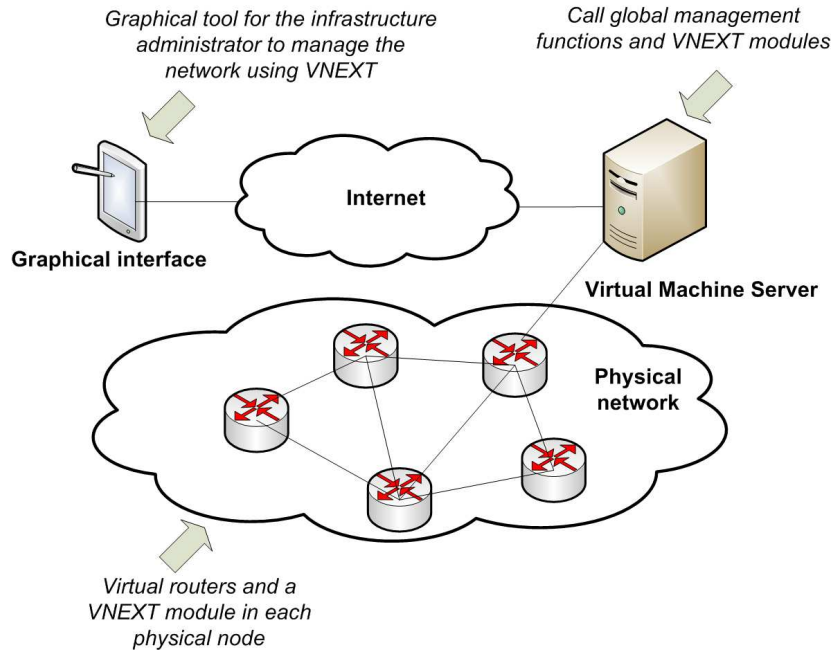 Graphical tool for the infrastructure
administrator to manage the
network using VNEXT
Call global management
functions and VNEXT modules
Internet
Graphical interface
Virtual Machine Server
Physical
network
Virtual routers and a
VNEXT module in each
physical node